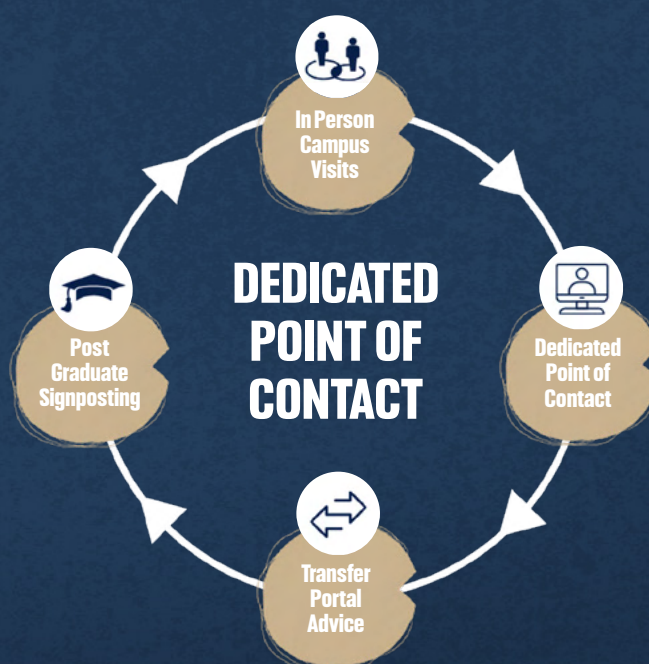 In Person
Campus
Visits
DEDICATED
POINT OF
CONTACT
Dedicated
Point of
Contact
Post
Graduate
Signposting
Transfer
Portal
Advice